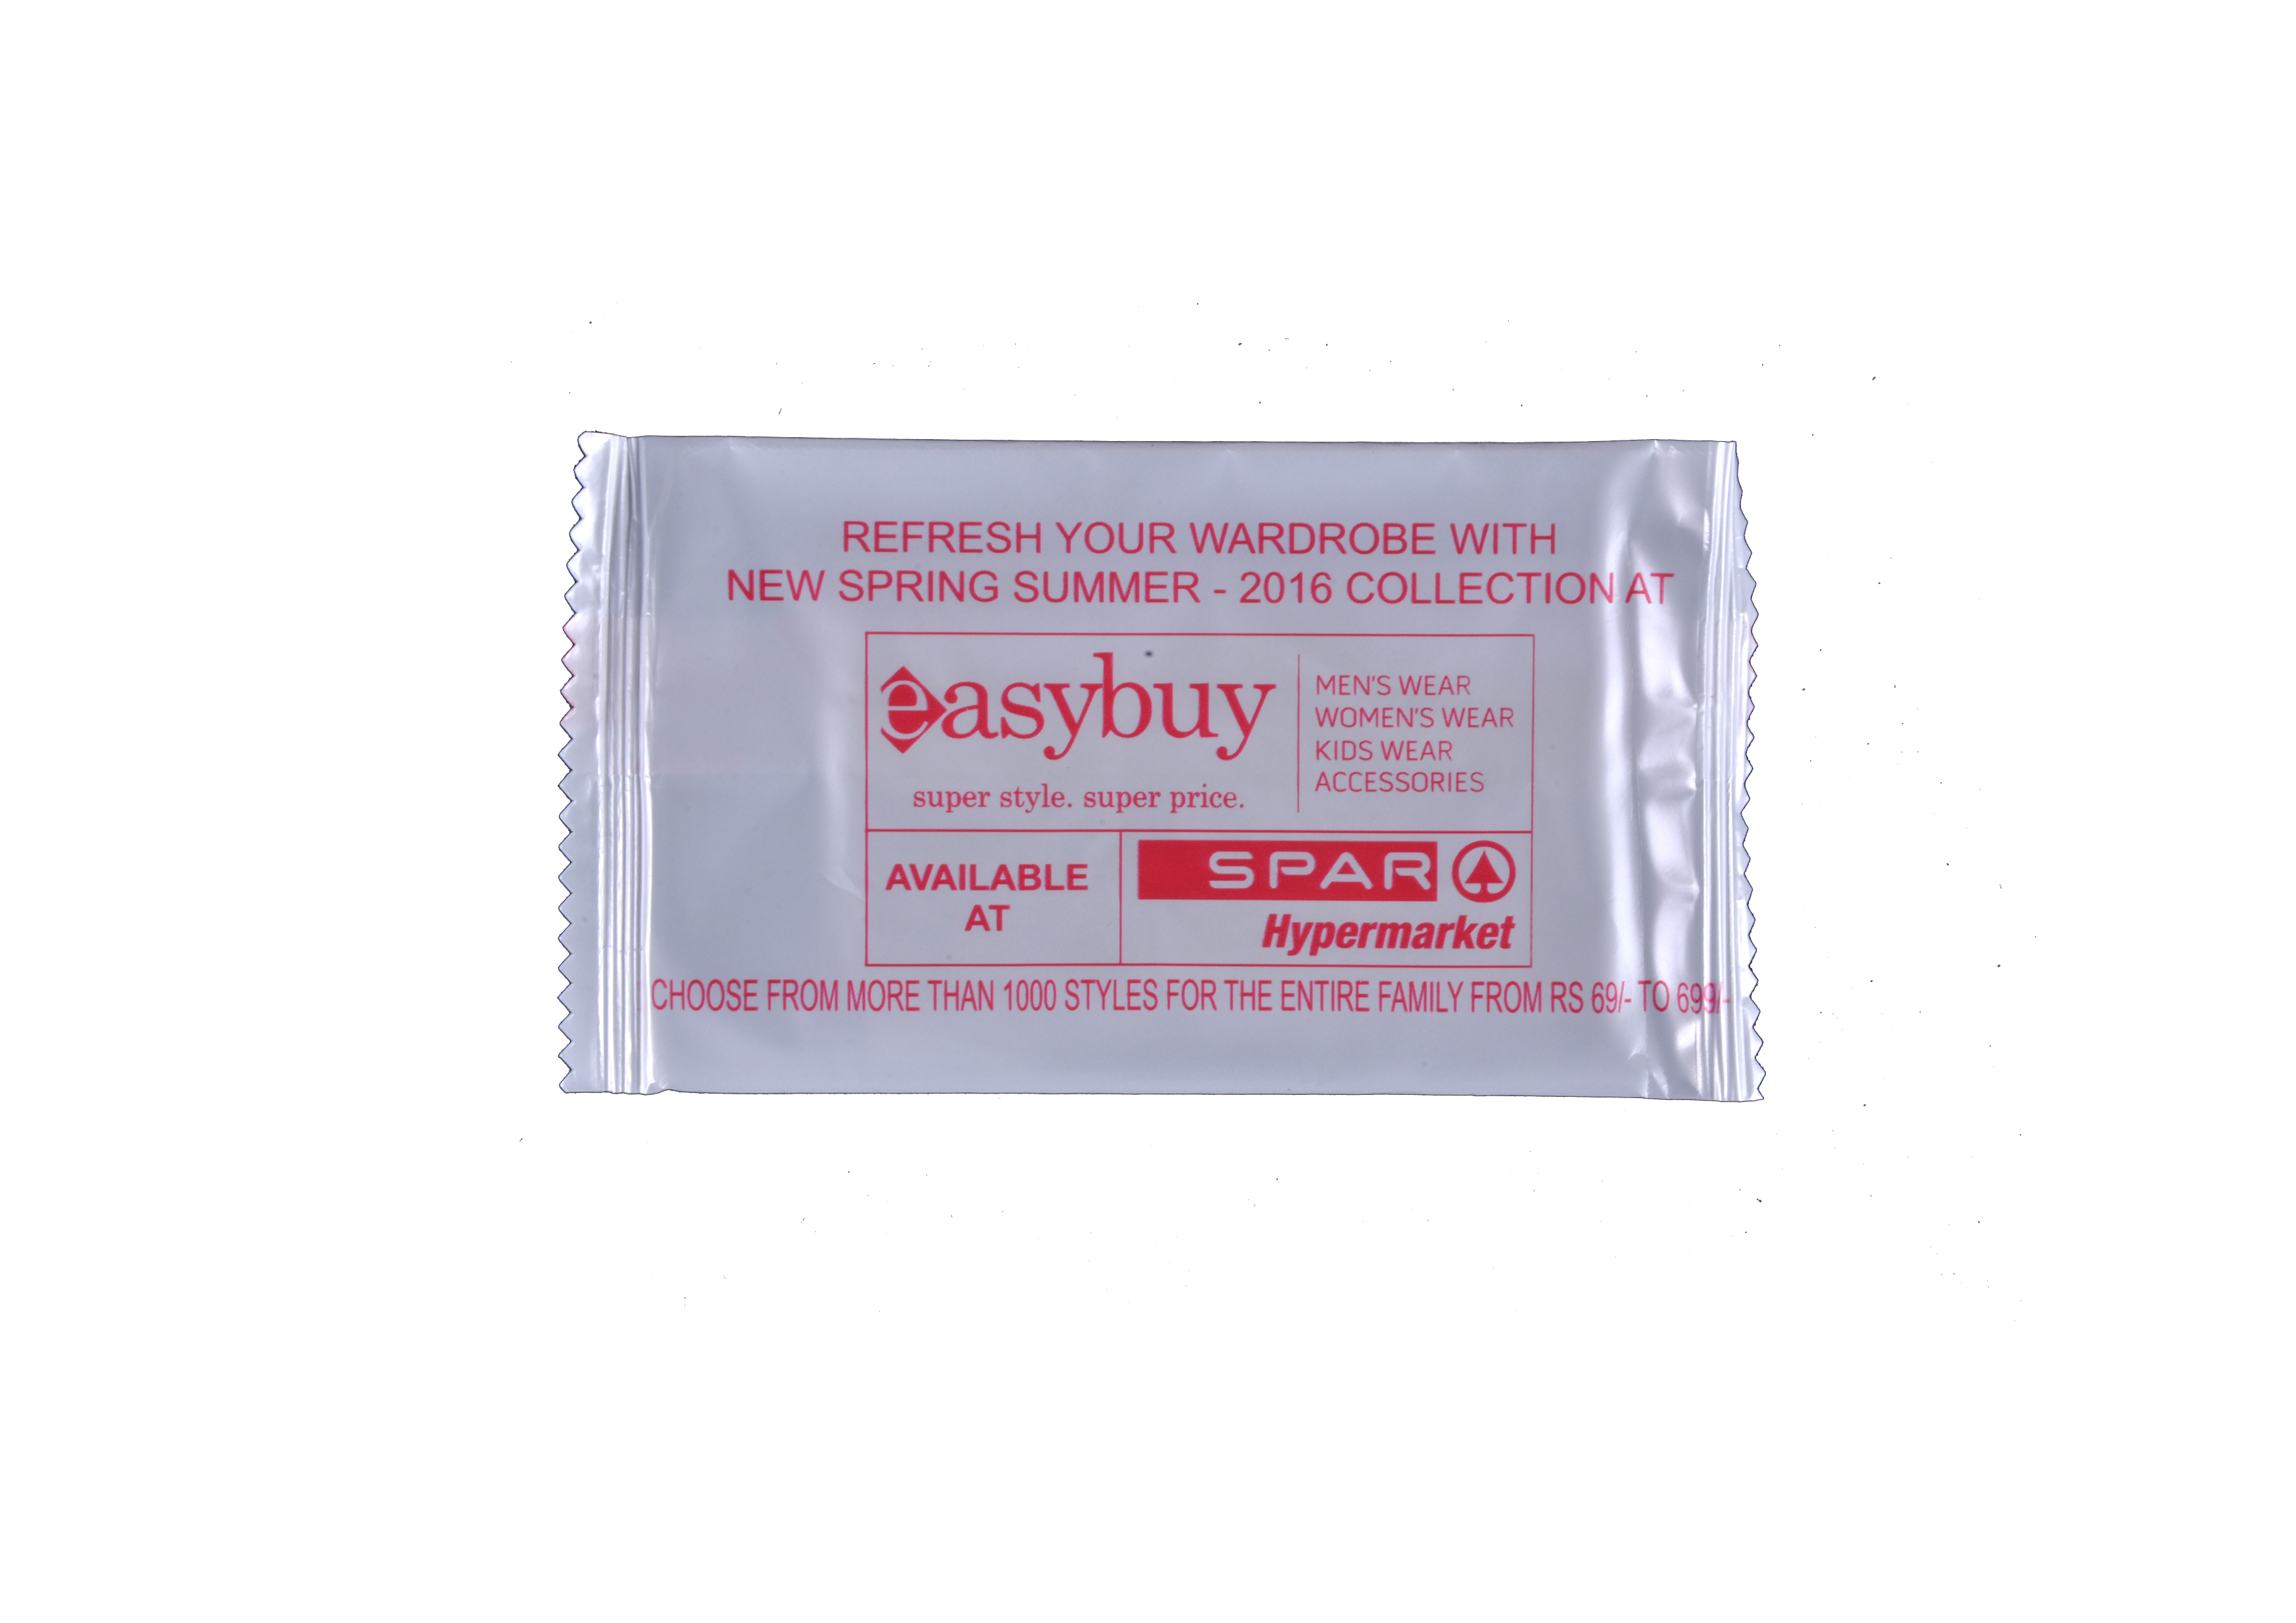 REFRESH YOUR WARDROBE WITH
NEW SPRING SUMMER - 2016 COLLECTION AT
easybuy
super style. super price.
MEN'S WEAR
WOMEN'S WEAR
KIDS WEAR
ACCESSORIES
AVAILABLE
AT
SPAR
Hypermarket
CHOOSE FROM MORE THAN 1000 STYLES FOR THE ENTIRE FAMILY FROM RS 69/- TO 699/-